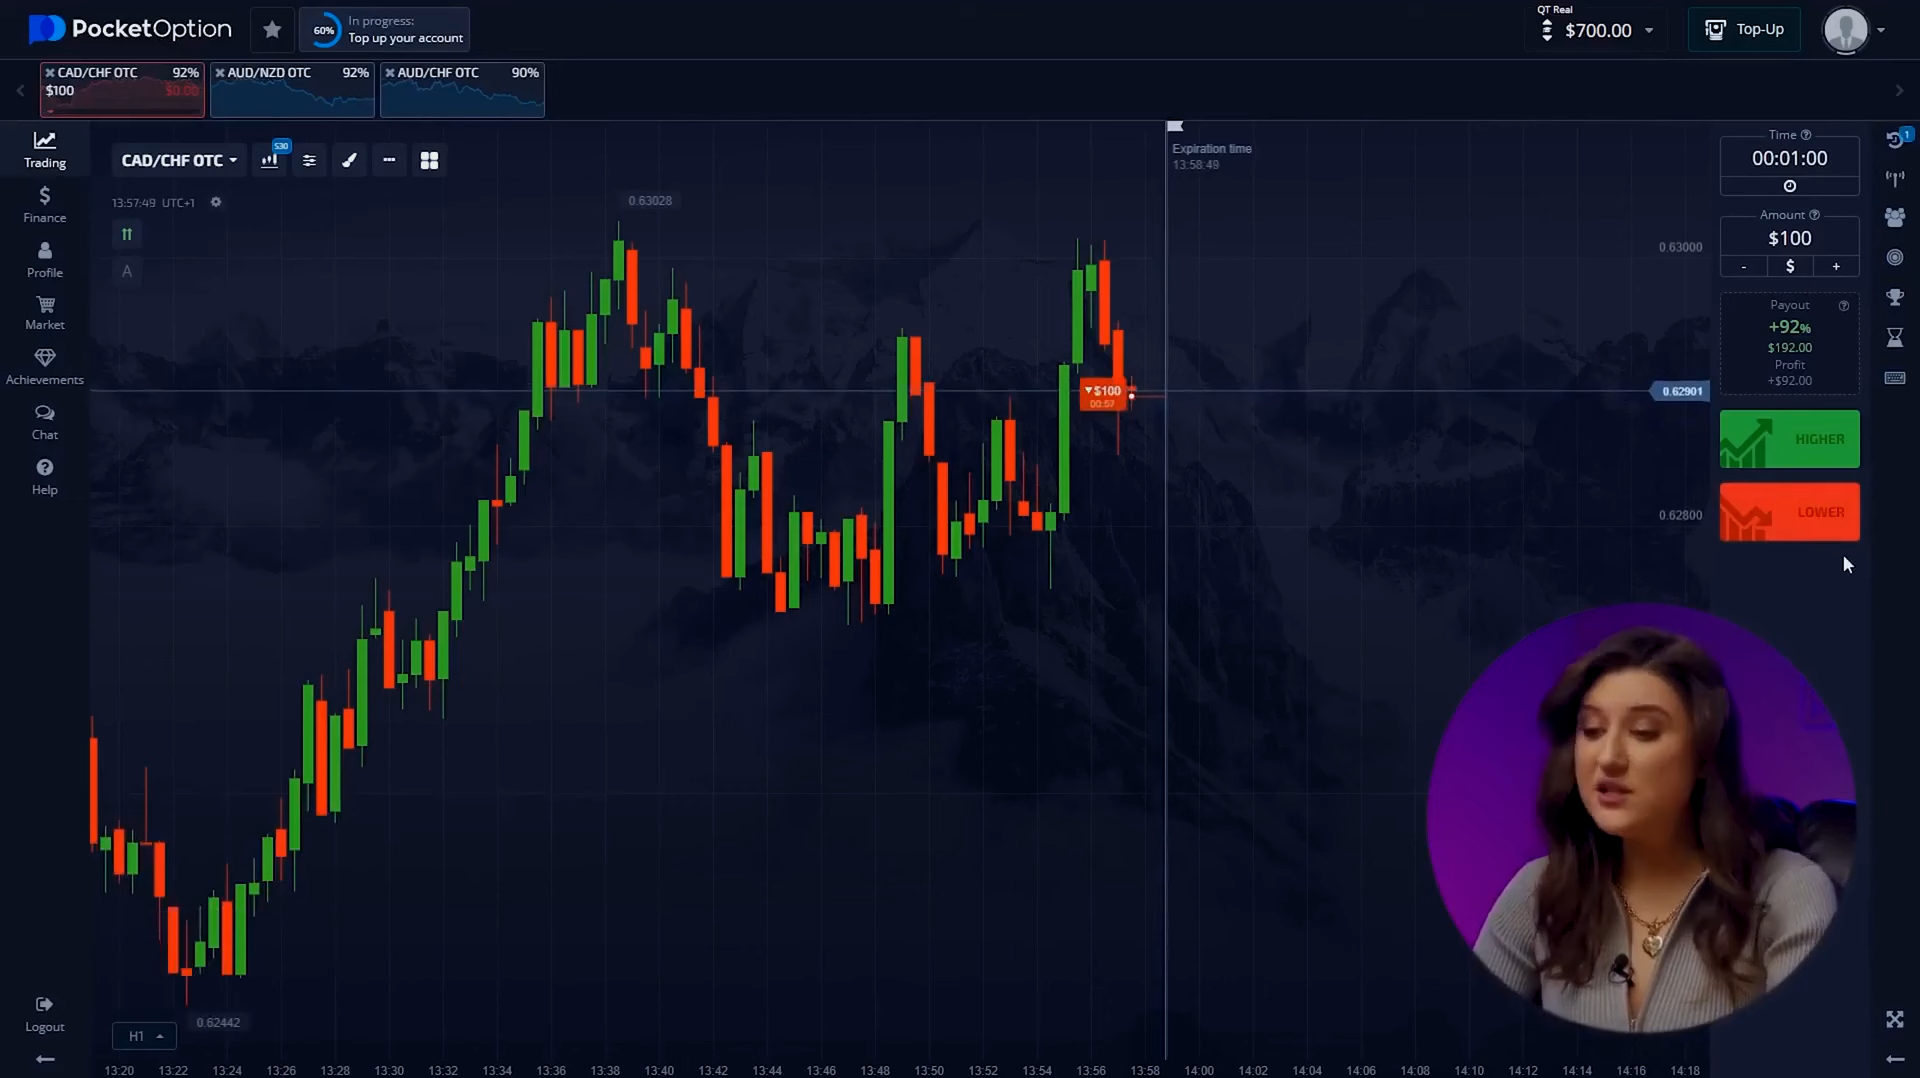 PocketOption
60%
In progress:
Top up your account
QT Real
$700.00
Top-Up
CAD/CHF OTC 92%
$100 $0.00
AUD/NZD OTC 92%
AUD/CHF OTC 90%
Trading
Finance
Profile
Market
Achievements
Chat
Help
Logout
CAD/CHF OTC
S30
13:57:49 UTC+1
A
0.63028
Expiration time
13:58:49
0.63000
$100
00:57
0.62901
0.62800
0.62442
H1
13:20 13:22 13:24 13:26 13:28 13:30 13:32 13:34 13:36 13:38 13:40 13:42 13:44 13:46 13:48 13:50 13:52 13:54 13:56 13:58 14:00 14:02 14:04 14:06 14:08 14:10 14:12 14:14 14:16 14:18
Time
00:01:00
Amount
$100
- $ +
Payout
+92%
$192.00
Profit
+$92.00
HIGHER
LOWER
1